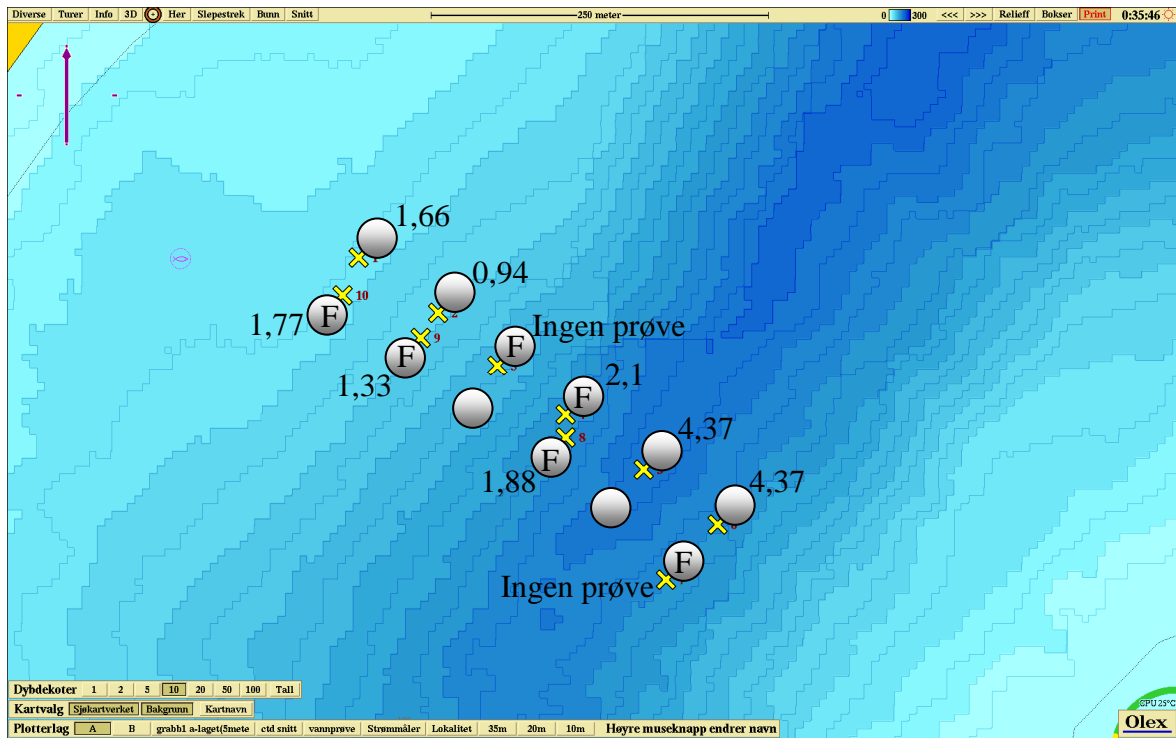 Diverse Turer Info 3D Her Slepestrek Bunn Snitt 250 meter 0 300 <<< >>> Relieff Bokser Print 0:35:46
1,66
1
0,94
10
1,77
2
Ingen prøve
F
9
F
F
1,33
2,1
F
8
4,37
F
1,88
4,37
F
Ingen prøve
Dybdekoter 1 2 5 10 20 50 100 Tall
Kartvalg Sjøkartverket Bakgrunn Kartnavn
Plotterlag A B grabb1 a-laget(5mete ctd snitt vannprøve Strømmåler Lokalitet 35m 20m 10m Høyre museknapp endrer navn
CPU 25°C
Olex